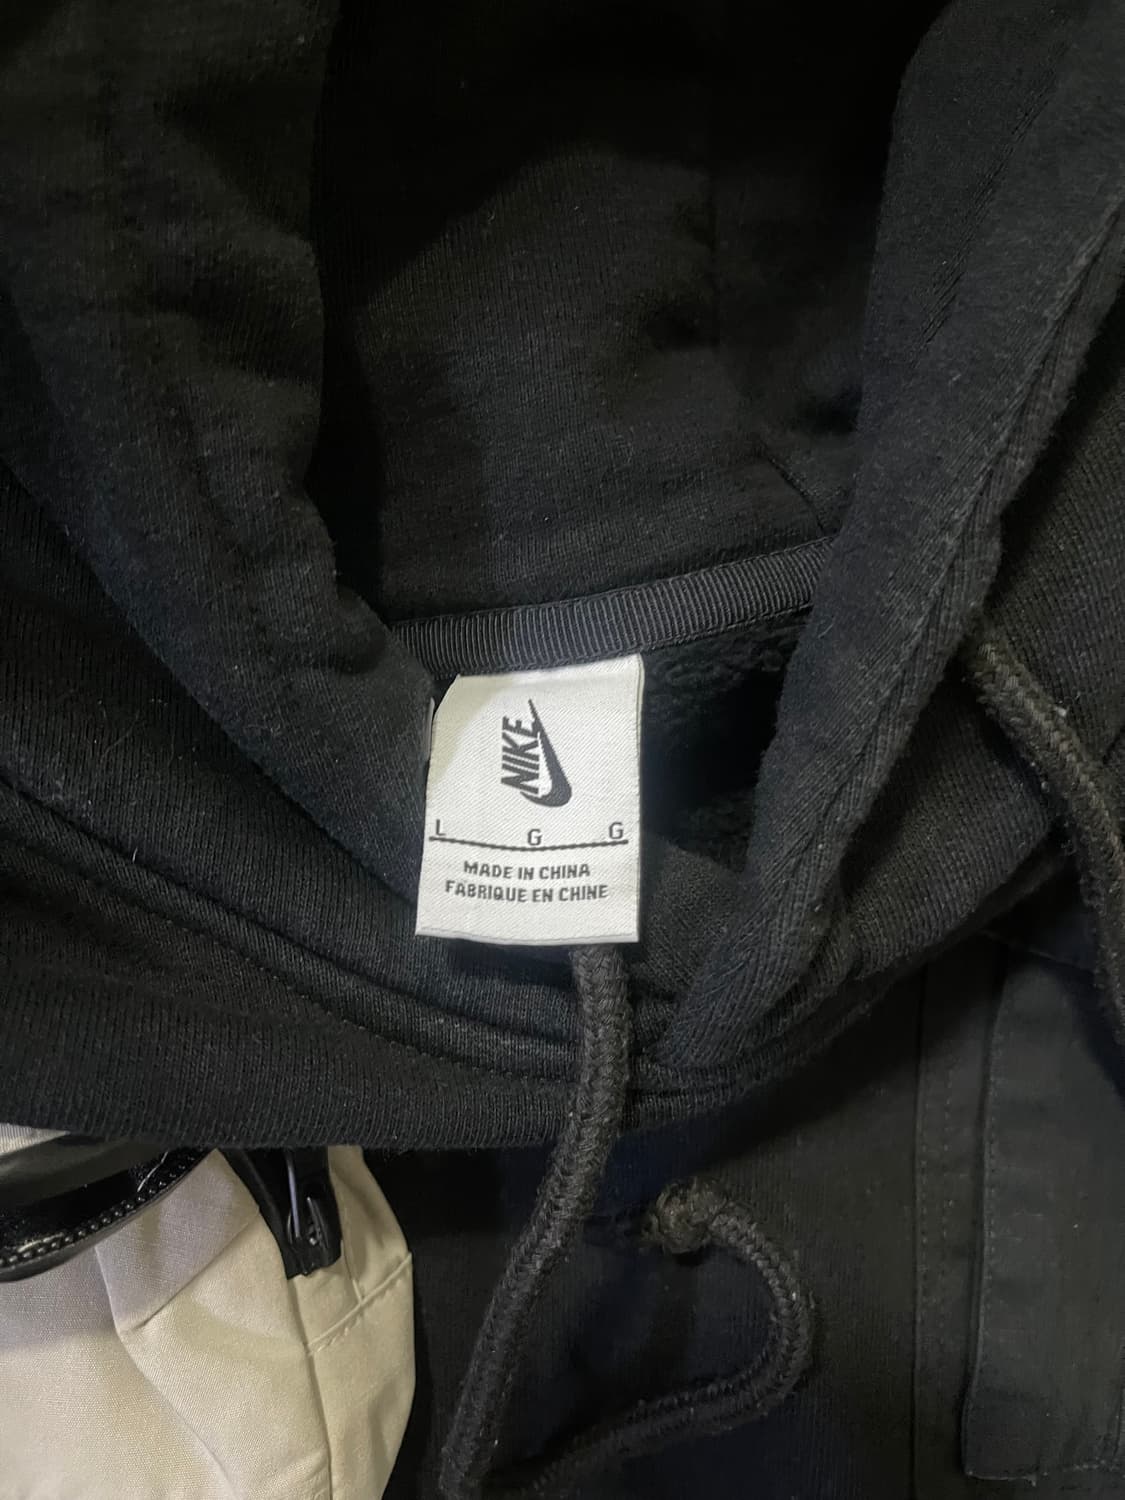 NIKE
L G G
MADE IN CHINA
FABRIQUE EN CHINE